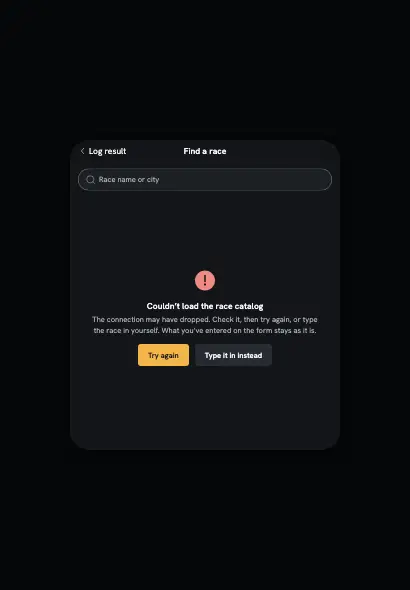 Log result
Find a race
Race name or city
!
Couldn’t load the race catalog
The connection may have dropped. Check it, then try again, or type
the race in yourself. What you’ve entered on the form stays as it is.
Try again
Type it in instead